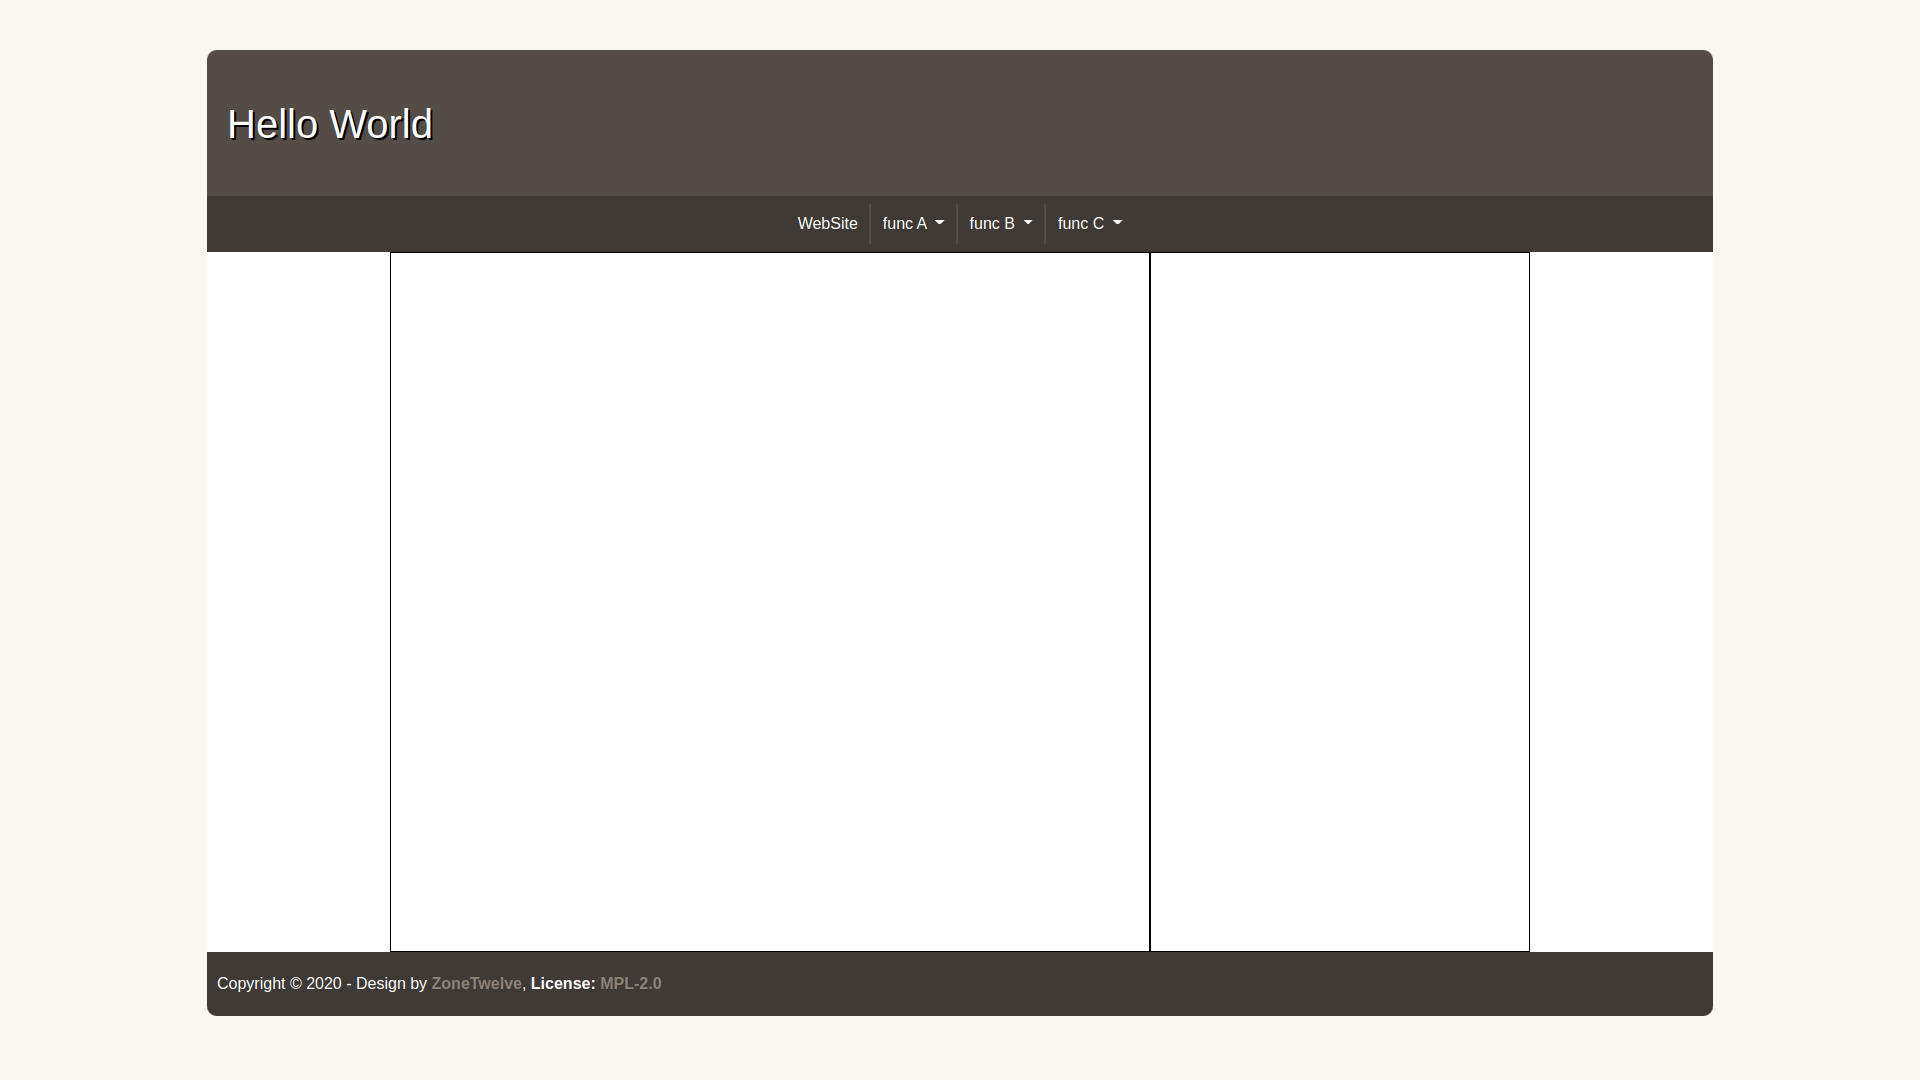 Hello World
WebSite func A func B func C
Copyright © 2020 - Design by ZoneTwelve, License: MPL-2.0